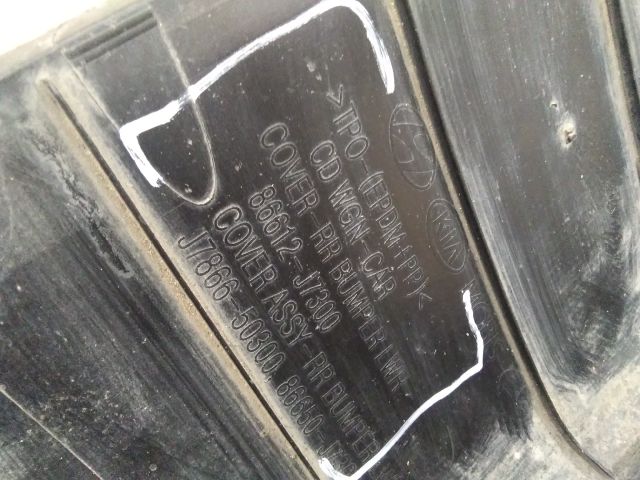 >TPO-(EPDM+PP)<
KIA
CD WGN-CAR
COVER-RR BUMPER LWR
86612-J7300
COVER ASSY-RR BUMPER
J7866-50300 86650